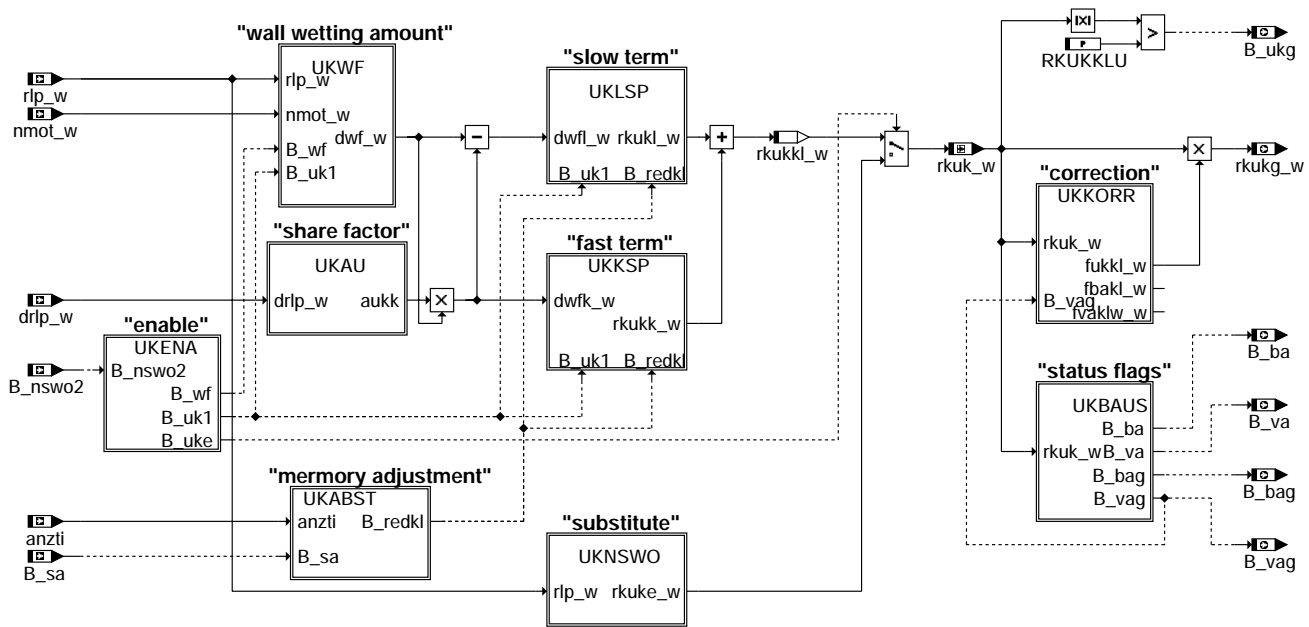 "wall wetting amount"
UKWF
rlp_w
nmot_w
dwf_w
B_wf
B_uk1
rlp_w
nmot_w
"slow term"
UKLSP
dwfl_w rkukl_w
B_uk1 B_redkl
-
+
rkukkl_w
rkuk_w
|X|
P
RKUKKLU
>
B_ukg
×
rkukg_w
"share factor"
UKAU
drlp_w aukk
×
drlp_w
"fast term"
UKKSP
dwfk_w
rkukk_w
B_uk1 B_redkl
"correction"
UKKORR
rkuk_w
fukkl_w
fbakl_w
B_vag
fvaklw_w
"enable"
UKENA
B_nswo2
B_wf
B_uk1
B_uke
B_nswo2
"status flags"
UKBAUS
B_ba
rkuk_w B_va
B_bag
B_vag
B_ba
B_va
B_bag
B_vag
"mermory adjustment"
UKABST
anzti B_redkl
B_sa
anzti
B_sa
"substitute"
UKNSWO
rlp_w rkuke_w